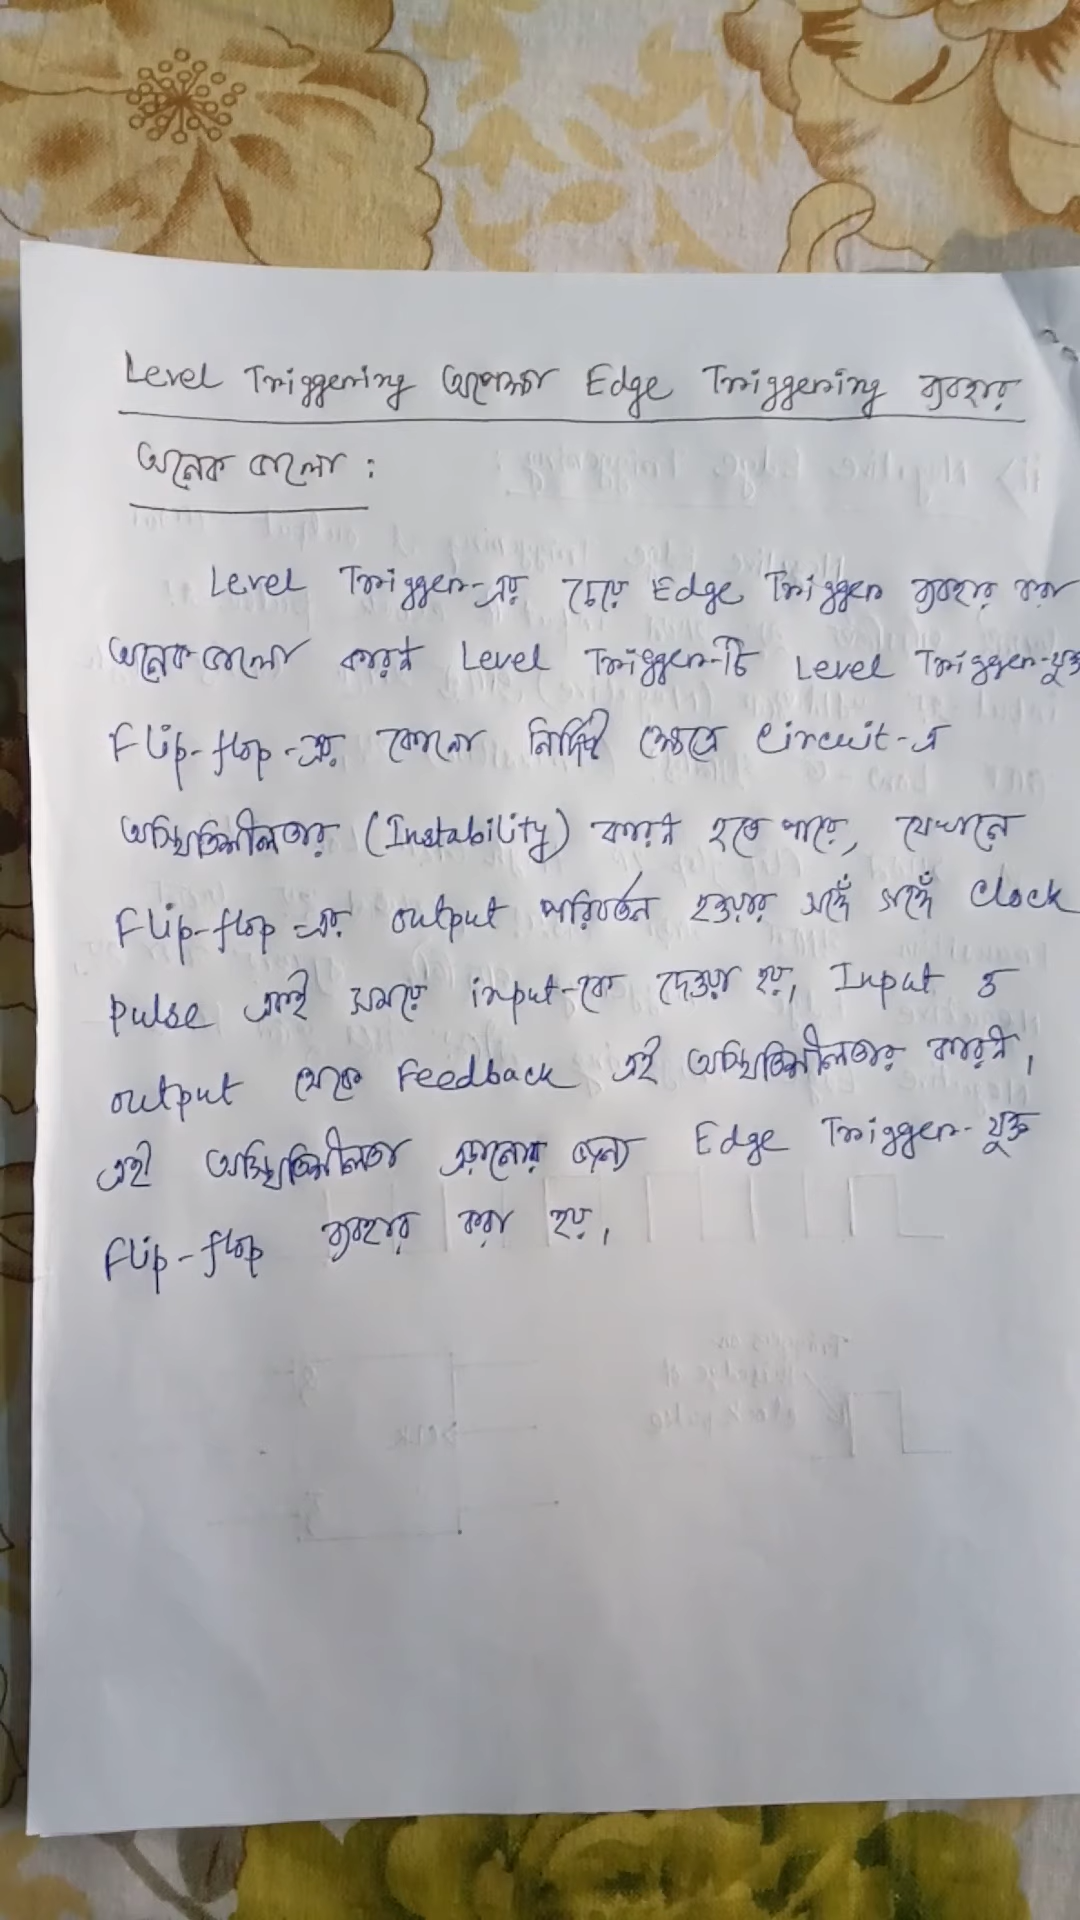 Level Triggering অপেক্ষা Edge Triggering ব্যবহার
অনেক ভালো :
Level Trigger-এর চেয়ে Edge Trigger ব্যবহার করা
অনেক ভালো কারণ Level Trigger-টি Level Trigger-যুক্ত
Flip-flop-এর কোনো নির্দিষ্ট ক্ষেত্রে Circuit-এ
অস্থিতিশীলতার (Instability) কারণ হতে পারে, যেখানে
Flip-flop-এর output পরিবর্তন হওয়ার সঙ্গেঁ সঙ্গেঁ Clock
pulse একই সময়ে input-কে দেওয়া হয়, Input ও
output থেকে Feedback এই অস্থিতিশীলতার কারণ,
এই অস্থিতিশীলতা এড়ানোর জন্য Edge Trigger-যুক্ত
Flip-flop ব্যবহার করা হয়,